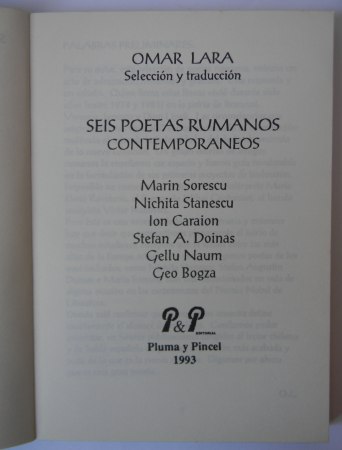 OMAR LARA
Selección y traducción
SEIS POETAS RUMANOS
CONTEMPORANEOS
Marin Sorescu
Nichita Stanescu
Ion Caraion
Stefan A. Doinas
Gellu Naum
Geo Bogza
P&P
EDITORIAL
Pluma y Pincel
1993